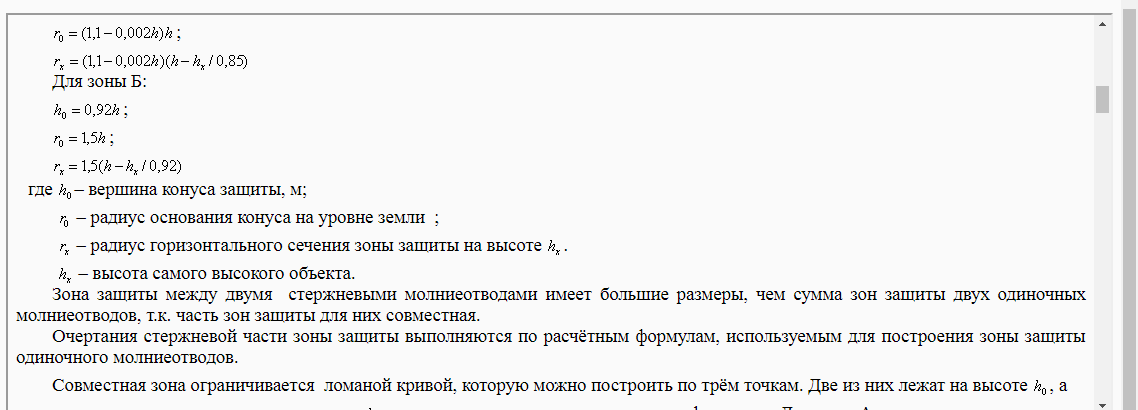 r₀ = (1,1−0,002h)h ;
rₓ = (1,1−0,002h)(h−hₓ / 0,85)
Для зоны Б:
h₀ = 0,92h ;
r₀ = 1,5h ;
rₓ = 1,5(h−hₓ / 0,92)
где h₀ – вершина конуса защиты, м;
r₀ – радиус основания конуса на уровне земли ;
rₓ – радиус горизонтального сечения зоны защиты на высоте hₓ .
hₓ – высота самого высокого объекта.
Зона защиты между двумя стержневыми молниеотводами имеет большие размеры, чем сумма зон защиты двух одиночных
молниеотводов, т.к. часть зон защиты для них совместная.
Очертания стержневой части зоны защиты выполняются по расчётным формулам, используемым для построения зоны защиты
одиночного молниеотводов.
Совместная зона ограничивается ломаной кривой, которую можно построить по трём точкам. Две из них лежат на высоте h₀ , а